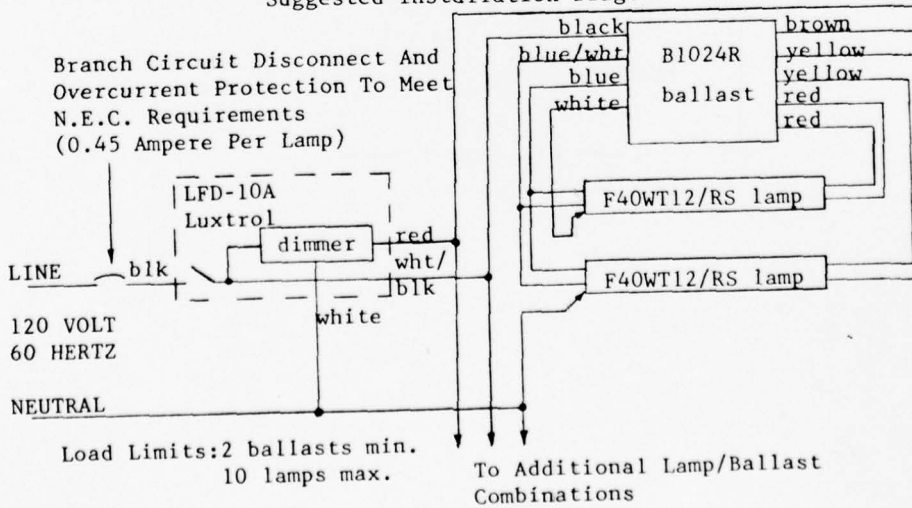 Suggested Installation
black
brown
blue/wht
B1024R
yellow
Branch Circuit Disconnect And
Overcurrent Protection To Meet
N.E.C. Requirements
(0.45 Ampere Per Lamp)
blue
ballast
yellow
white
red
red
LFD-10A
Luxtrol
F40WT12/RS lamp
dimmer
red
LINE
blk
wht/
blk
F40WT12/RS lamp
120 VOLT
60 HERTZ
white
NEUTRAL
Load Limits:2 ballasts min.
10 lamps max.
To Additional Lamp/Ballast
Combinations